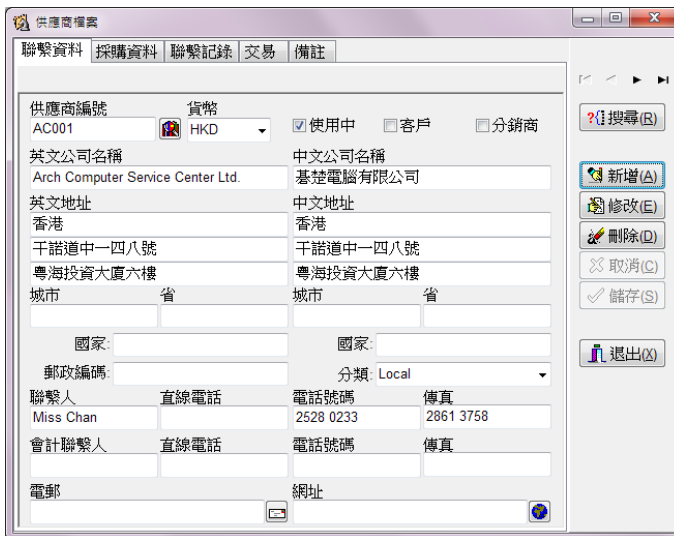 供應商檔案
聯繫資料 採購資料 聯繫記錄 交易 備註
供應商編號 貨幣
AC001 HKD 使用中 客戶 分銷商
英文公司名稱 中文公司名稱
Arch Computer Service Center Ltd. 基楚電腦有限公司
英文地址 中文地址
香港 香港
干諾道中一四八號 干諾道中一四八號
粵海投資大廈六樓 粵海投資大廈六樓
城市 省 城市 省
國家: 國家:
郵政編碼: 分類: Local
聯繫人 直線電話 電話號碼 傳真
Miss Chan 2528 0233 2861 3758
會計聯繫人 直線電話 電話號碼 傳真
電郵 網址
?{} 搜尋(R)
新增(A)
修改(E)
刪除(D)
取消(C)
儲存(S)
退出(X)